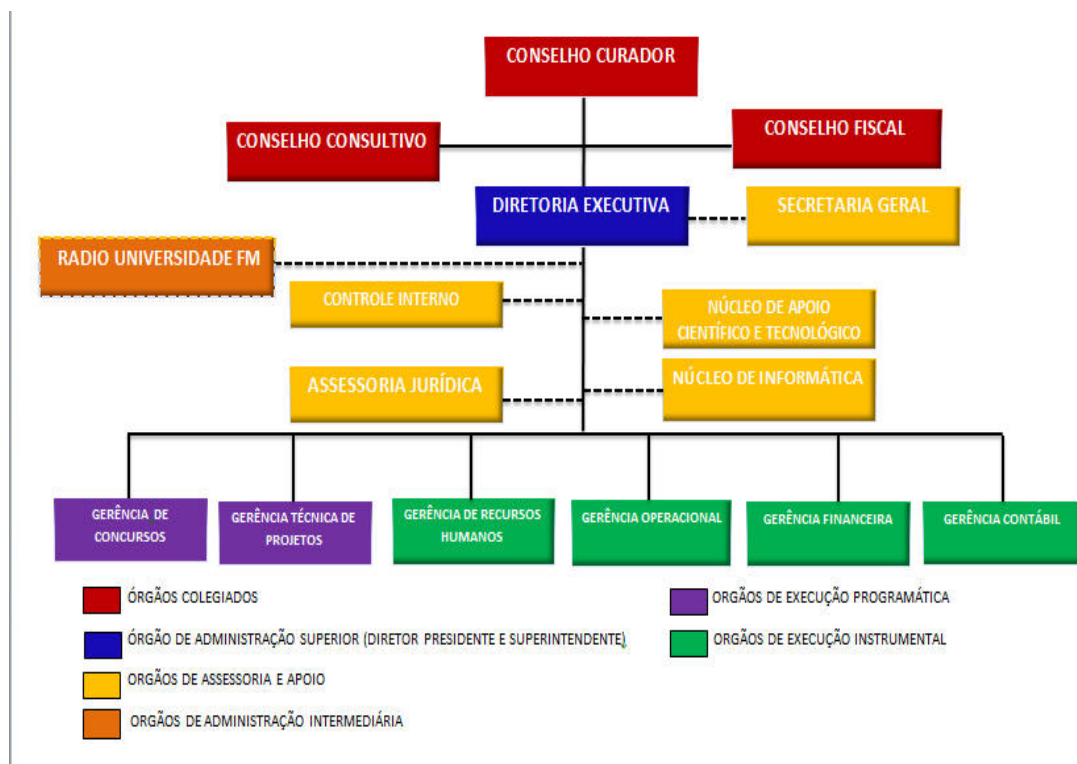 CONSELHO CURADOR
CONSELHO CONSULTIVO
CONSELHO FISCAL
DIRETORIA EXECUTIVA
SECRETARIA GERAL
RADIO UNIVERSIDADE FM
CONTROLE INTERNO
NÚCLEO DE APOIO
CIENTÍFICO E TECNOLÓGICO
ASSESSORIA JURÍDICA
NÚCLEO DE INFORMÁTICA
GERÊNCIA DE
CONCURSOS
GERÊNCIA TÉCNICA DE
PROJETOS
GERÊNCIA DE RECURSOS
HUMANOS
GERÊNCIA OPERACIONAL
GERÊNCIA FINANCEIRA
GERÊNCIA CONTÁBIL
ÓRGÃOS COLEGIADOS
ÓRGÃO DE ADMINISTRAÇÃO SUPERIOR (DIRETOR PRESIDENTE E SUPERINTENDENTE)
ORGÃOS DE ASSESSORIA E APOIO
ORGÃOS DE ADMINISTRAÇÃO INTERMEDIÁRIA
ORGÃOS DE EXECUÇÃO PROGRAMÁTICA
ORGÃOS DE EXECUÇÃO INSTRUMENTAL